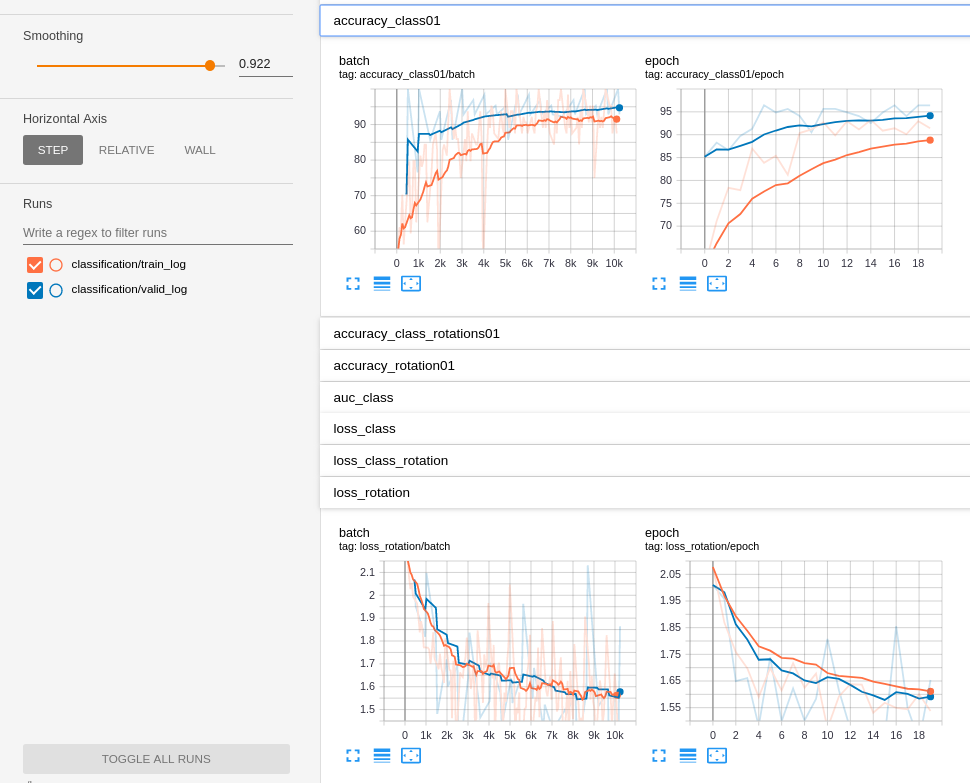 Smoothing
0.922
Horizontal Axis
STEP RELATIVE WALL
Runs
Write a regex to filter runs
classification/train_log
classification/valid_log
TOGGLE ALL RUNS
accuracy_class01
batch
tag: accuracy_class01/batch
90
80
70
60
0 1k 2k 3k 4k 5k 6k 7k 8k 9k 10k
epoch
tag: accuracy_class01/epoch
95
90
85
80
75
70
0 2 4 6 8 10 12 14 16 18
accuracy_class_rotations01
accuracy_rotation01
auc_class
loss_class
loss_class_rotation
loss_rotation
batch
tag: loss_rotation/batch
2.1
2
1.9
1.8
1.7
1.6
1.5
0 1k 2k 3k 4k 5k 6k 7k 8k 9k 10k
epoch
tag: loss_rotation/epoch
2.05
1.95
1.85
1.75
1.65
1.55
0 2 4 6 8 10 12 14 16 18